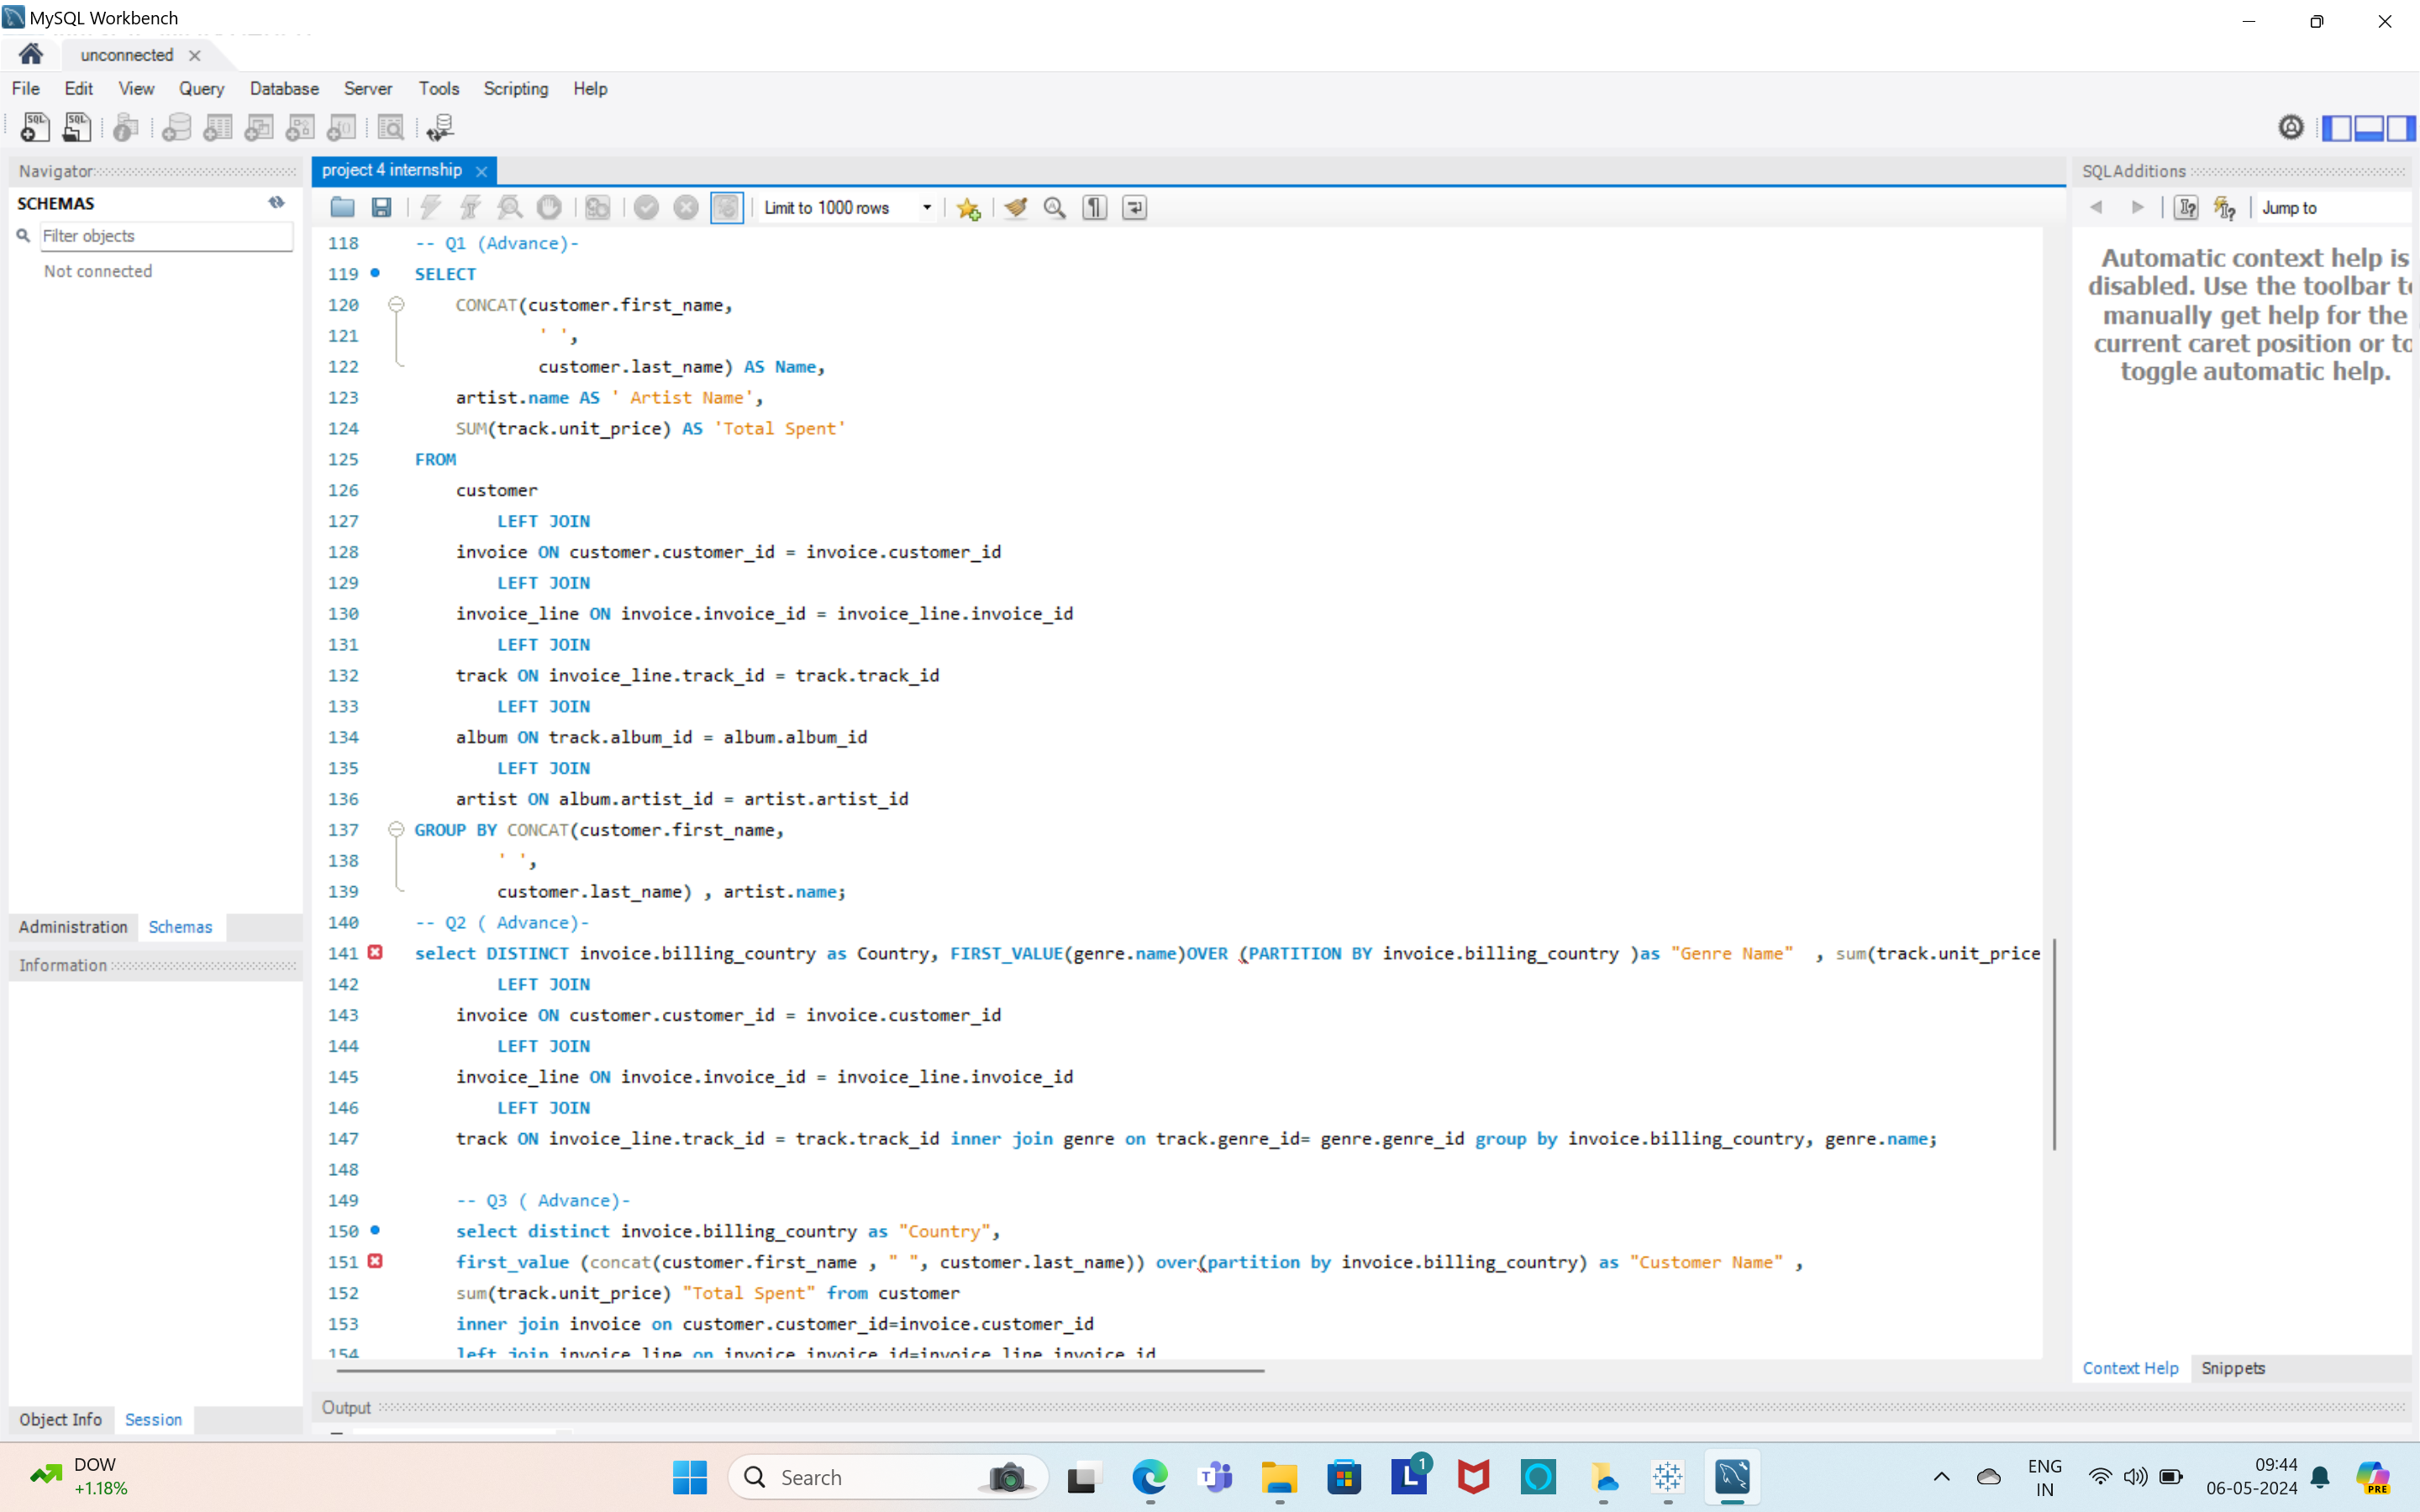 MySQL Workbench
unconnected
File Edit View Query Database Server Tools Scripting Help
Navigator
SCHEMAS
Filter objects
Not connected
Administration Schemas
Information
Object Info Session
project 4 internship
Limit to 1000 rows
118 -- Q1 (Advance)-
119 SELECT
120 CONCAT(customer.first_name,
121 ' ',
122 customer.last_name) AS Name,
123 artist.name AS ' Artist Name',
124 SUM(track.unit_price) AS 'Total Spent'
125 FROM
126 customer
127 LEFT JOIN
128 invoice ON customer.customer_id = invoice.customer_id
129 LEFT JOIN
130 invoice_line ON invoice.invoice_id = invoice_line.invoice_id
131 LEFT JOIN
132 track ON invoice_line.track_id = track.track_id
133 LEFT JOIN
134 album ON track.album_id = album.album_id
135 LEFT JOIN
136 artist ON album.artist_id = artist.artist_id
137 GROUP BY CONCAT(customer.first_name,
138 ' ',
139 customer.last_name) , artist.name;
140 -- Q2 ( Advance)-
141 select DISTINCT invoice.billing_country as Country, FIRST_VALUE(genre.name)OVER (PARTITION BY invoice.billing_country )as "Genre Name" , sum(track.unit_price
142 LEFT JOIN
143 invoice ON customer.customer_id = invoice.customer_id
144 LEFT JOIN
145 invoice_line ON invoice.invoice_id = invoice_line.invoice_id
146 LEFT JOIN
147 track ON invoice_line.track_id = track.track_id inner join genre on track.genre_id= genre.genre_id group by invoice.billing_country, genre.name;
148
149 -- Q3 ( Advance)-
150 select distinct invoice.billing_country as "Country",
151 first_value (concat(customer.first_name , " ", customer.last_name)) over(partition by invoice.billing_country) as "Customer Name" ,
152 sum(track.unit_price) "Total Spent" from customer
153 inner join invoice on customer.customer_id=invoice.customer_id
154 left join invoice_line on invoice.invoice_id=invoice_line.invoice_id
Output
SQLAdditions
Jump to
Automatic context help is
disabled. Use the toolbar to
manually get help for the
current caret position or to
toggle automatic help.
Context Help Snippets
DOW
+1.18%
Search
1
ENG
IN
09:44
06-05-2024
PRE